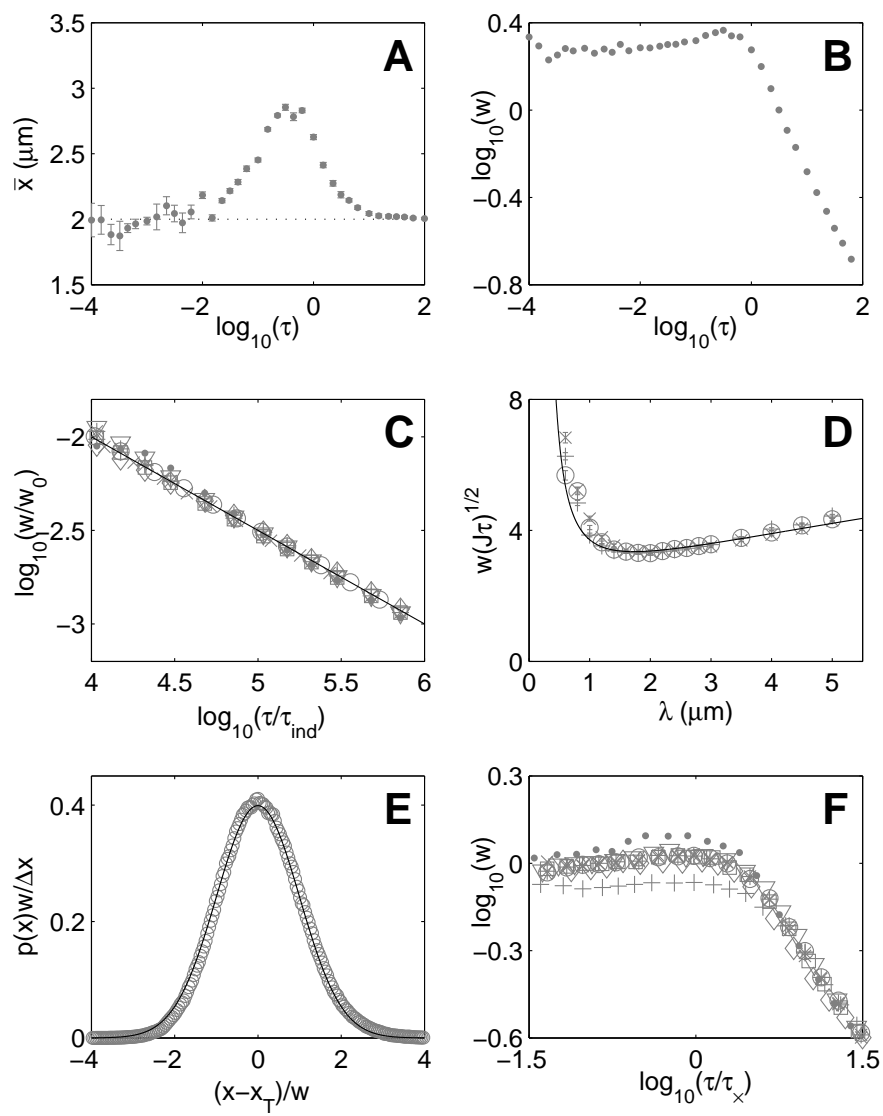 3.5
3
2.5
2
1.5
−4
−2
0
2
x̄ (μm)
log10(τ)
A
0.4
0
−0.4
−0.8
−4
−2
0
2
log10(w)
log10(τ)
B
−2
−2.5
−3
4
4.5
5
5.5
6
log10(w/w0)
log10(τ/τind)
C
8
4
0
0
1
2
3
4
5
w(Jτ)1/2
λ (μm)
D
0.4
0.2
0
−4
−2
0
2
4
p(x)w/Δx
(x−xT)/w
E
0.3
0
−0.3
−0.6
−1.5
0
1.5
log10(w)
log10(τ/τ×)
F